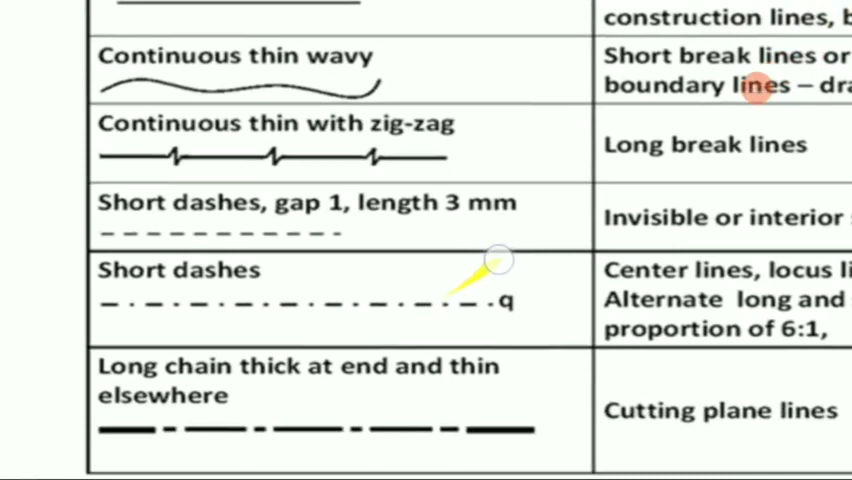 construction lines, b
Continuous thin wavy
Short break lines or
boundary lines – dra
Continuous thin with zig-zag
Long break lines
Short dashes, gap 1, length 3 mm
Invisible or interior
Short dashes
q
Center lines, locus li
Alternate long and
proportion of 6:1,
Long chain thick at end and thin
elsewhere
Cutting plane lines